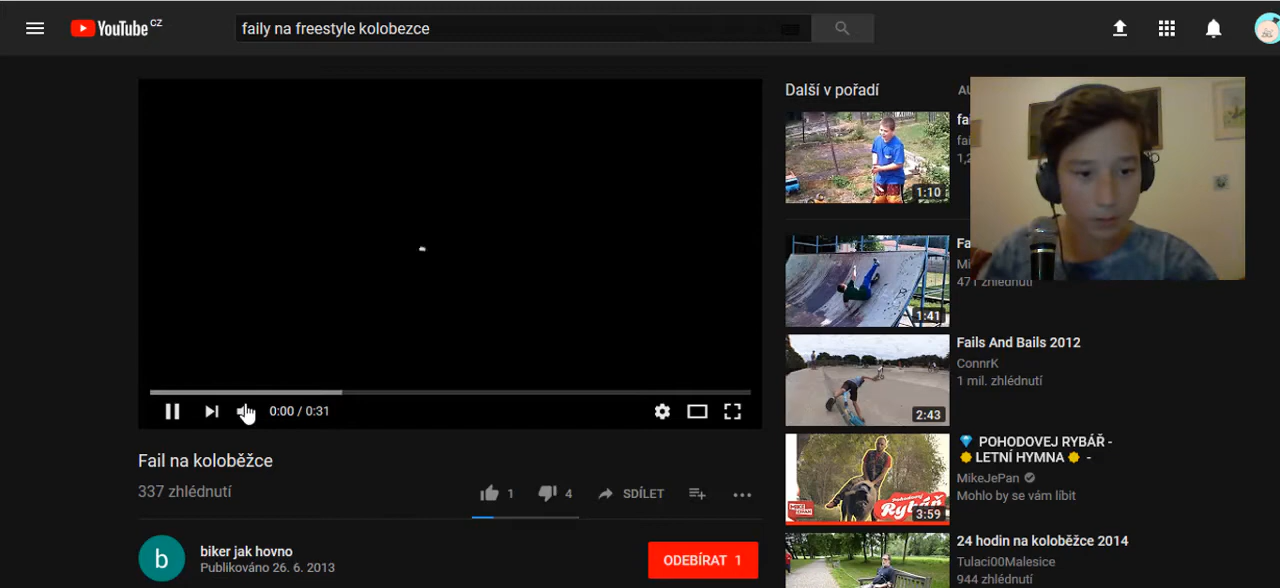 YouTube CZ
faily na freestyle kolobezce
Další v pořadí
1:10
1:41
471 zhlédnutí
Fails And Bails 2012
ConnrK
1 mil. zhlédnutí
2:43
💎 POHODOVEJ RYBÁŘ -
🌞 LETNÍ HYMNA 🌞 -
MikeJePan
Mohlo by se vám líbit
Rybář
3:59
24 hodin na koloběžce 2014
Tulaci00Malesice
944 zhlédnutí
0:00 / 0:31
Fail na koloběžce
337 zhlédnutí
1
4
SDÍLET
b
biker jak hovno
Publikováno 26. 6. 2013
ODEBÍRAT 1